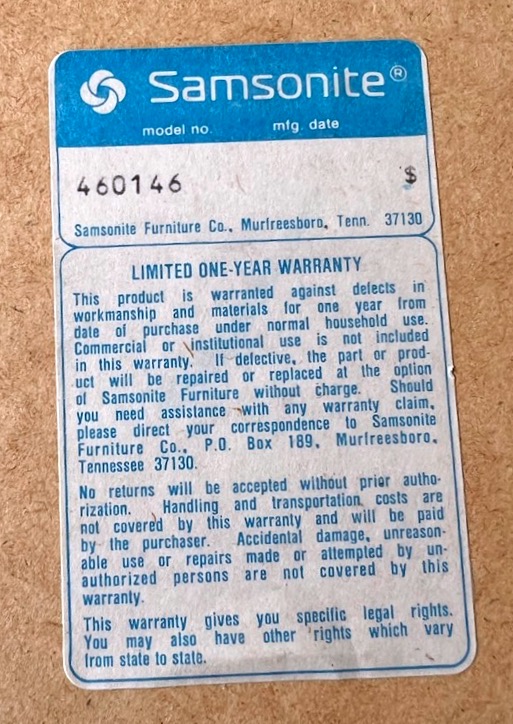 Samsonite®
model no. mfg. date
460146 $
Samsonite Furniture Co., Murfreesboro, Tenn. 37130
LIMITED ONE-YEAR WARRANTY
This product is warranted against defects in
workmanship and materials for one year from
date of purchase under normal household use.
Commercial or institutional use is not included
in this warranty. If defective, the part or prod-
uct will be repaired or replaced at the option
of Samsonite Furniture without charge. Should
you need assistance with any warranty claim,
please direct your correspondence to Samsonite
Furniture Co., P.O. Box 189, Murfreesboro,
Tennessee 37130.
No returns will be accepted without prior autho-
rization. Handling and transportation costs are
not covered by this warranty and will be paid
by the purchaser. Accidental damage, unreason-
able use or repairs made or attempted by un-
authorized persons are not covered by this
warranty.
This warranty gives you specific legal rights.
You may also have other rights which vary
from state to state.